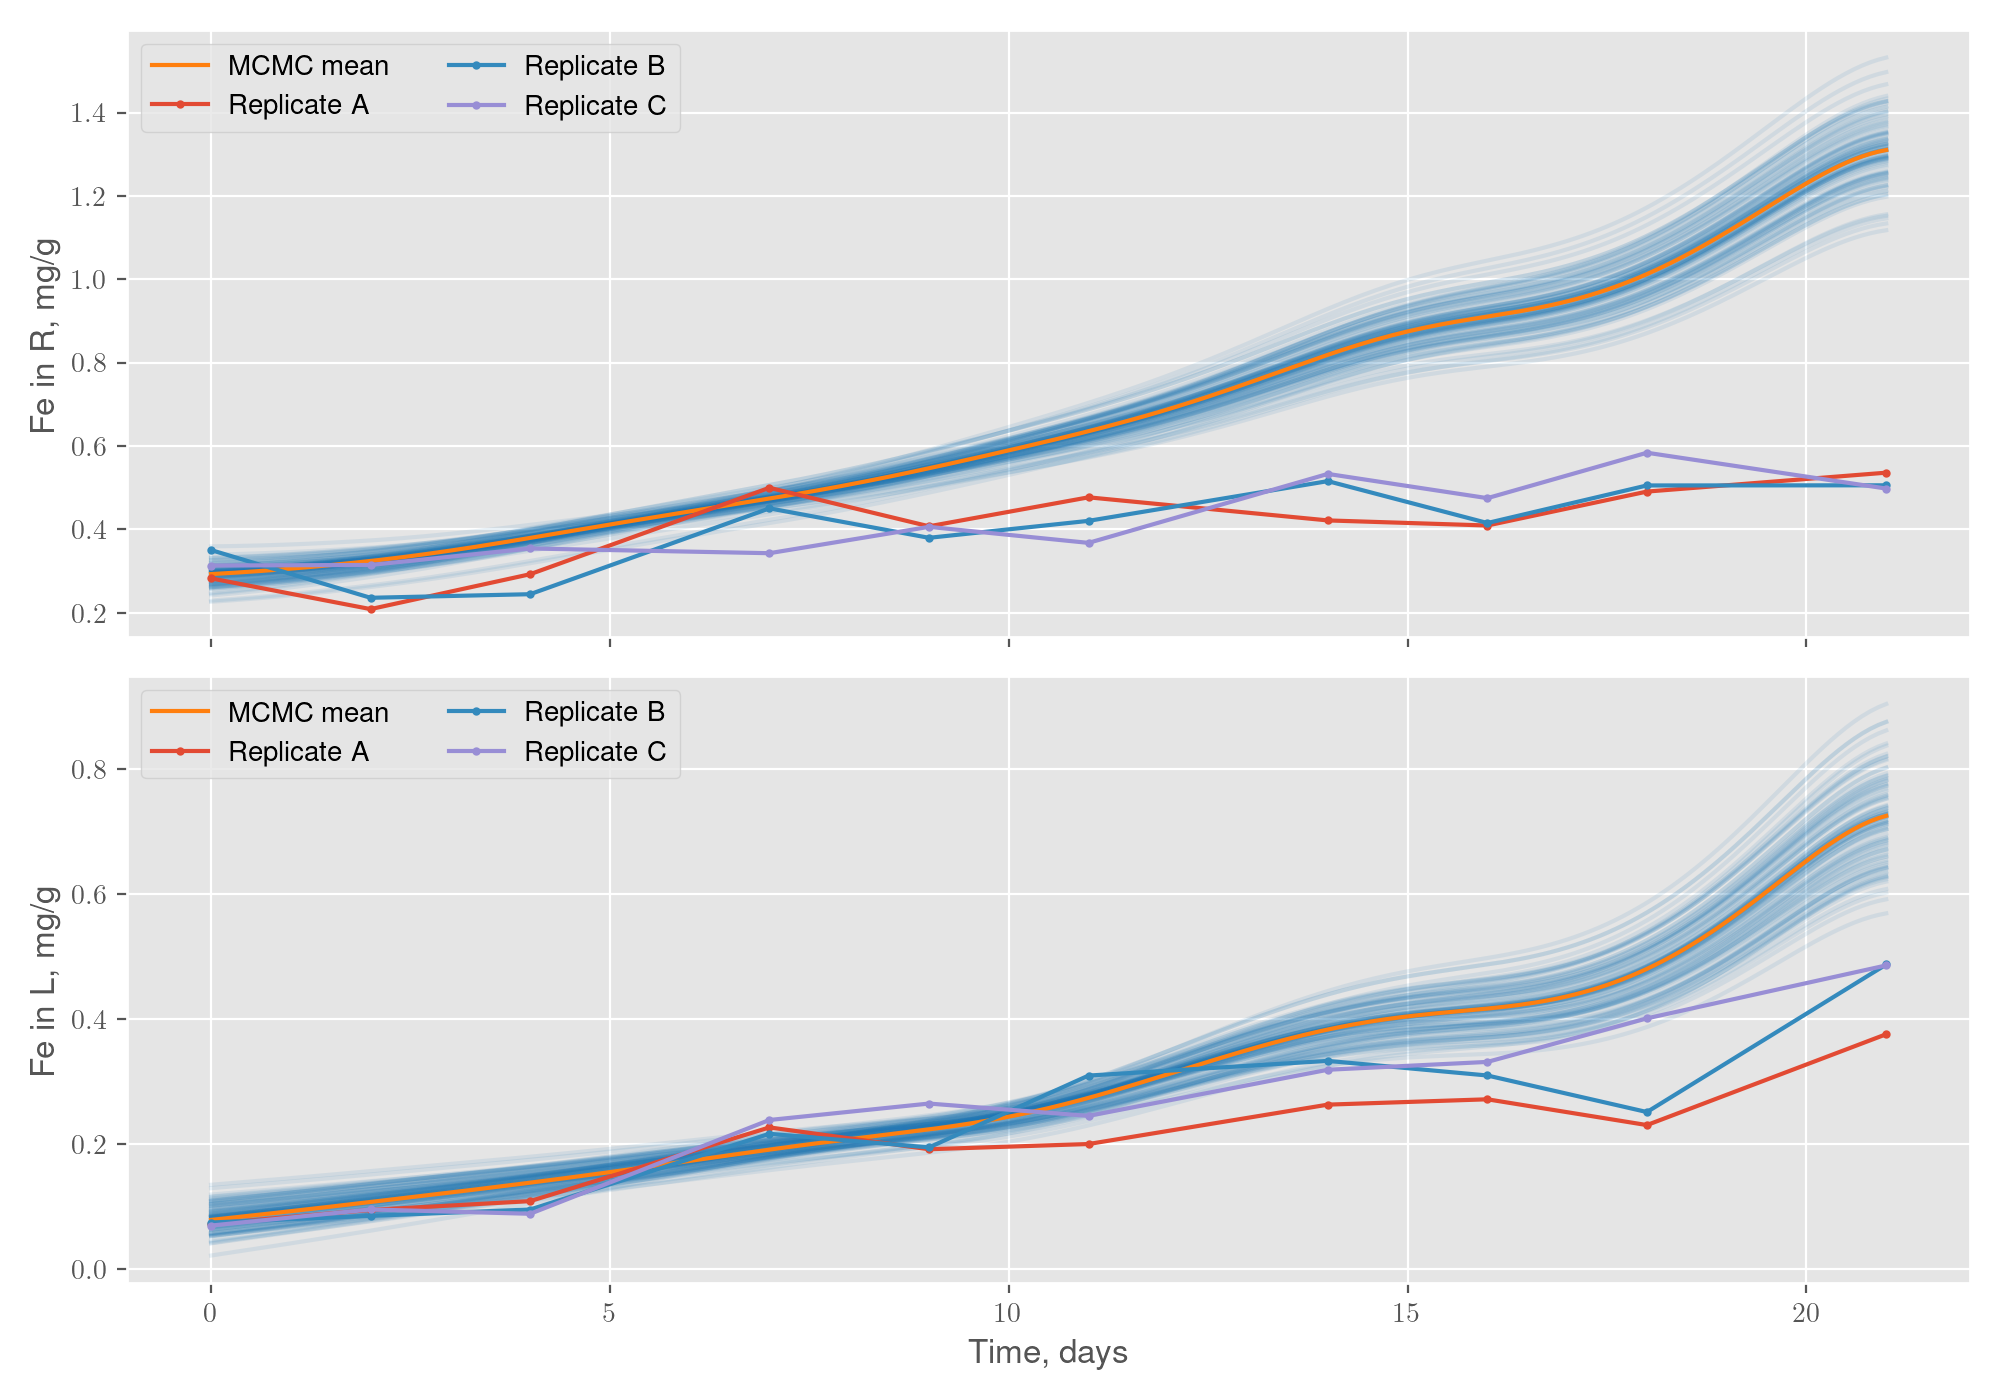 MCMC mean
Replicate A
Replicate B
Replicate C
1.4
1.2
1.0
0.8
0.6
0.4
0.2
Fe in R, mg/g
MCMC mean
Replicate A
Replicate B
Replicate C
0.8
0.6
0.4
0.2
0.0
Fe in L, mg/g
0 5 10 15 20
Time, days